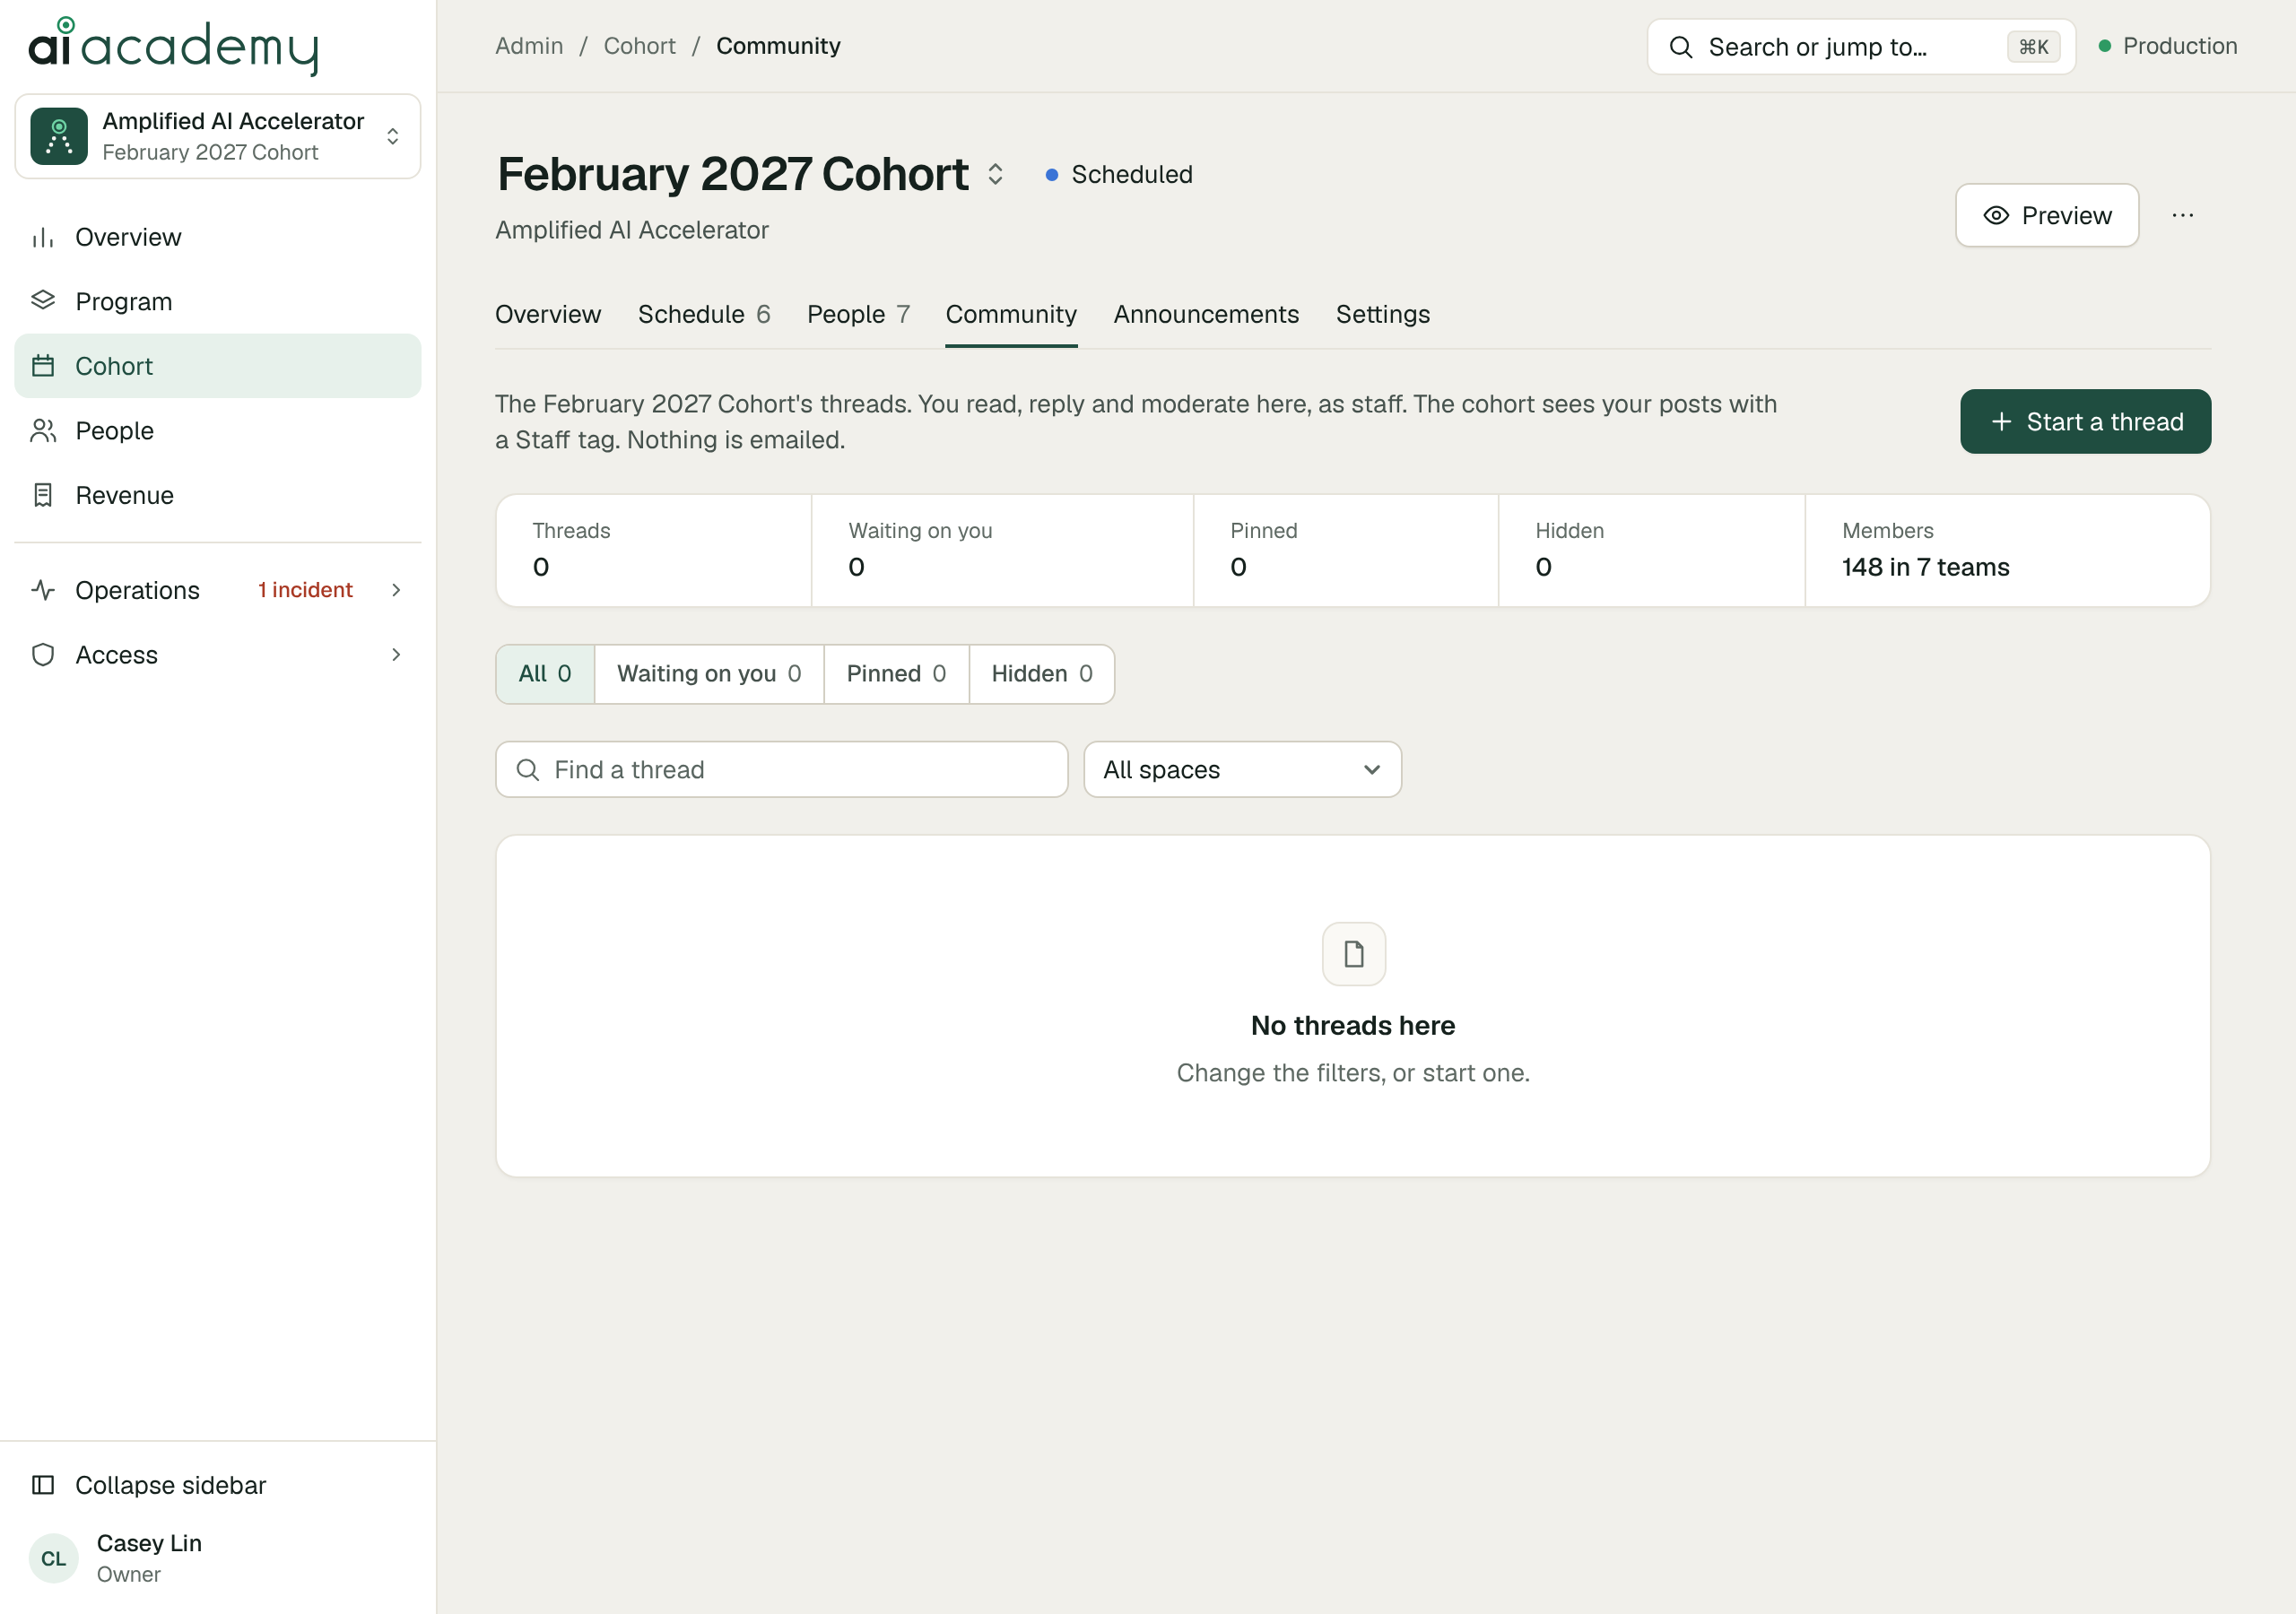 ai academy
Amplified AI Accelerator
February 2027 Cohort
Overview
Program
Cohort
People
Revenue
Operations 1 incident
Access
Collapse sidebar
CL
Casey Lin
Owner
Admin / Cohort / Community
Search or jump to… ⌘K
Production
February 2027 Cohort
Scheduled
Amplified AI Accelerator
Preview
Overview Schedule 6 People 7 Community Announcements Settings
The February 2027 Cohort's threads. You read, reply and moderate here, as staff. The cohort sees your posts with
a Staff tag. Nothing is emailed.
Start a thread
Threads
0
Waiting on you
0
Pinned
0
Hidden
0
Members
148 in 7 teams
All 0 Waiting on you 0 Pinned 0 Hidden 0
Find a thread
All spaces
No threads here
Change the filters, or start one.